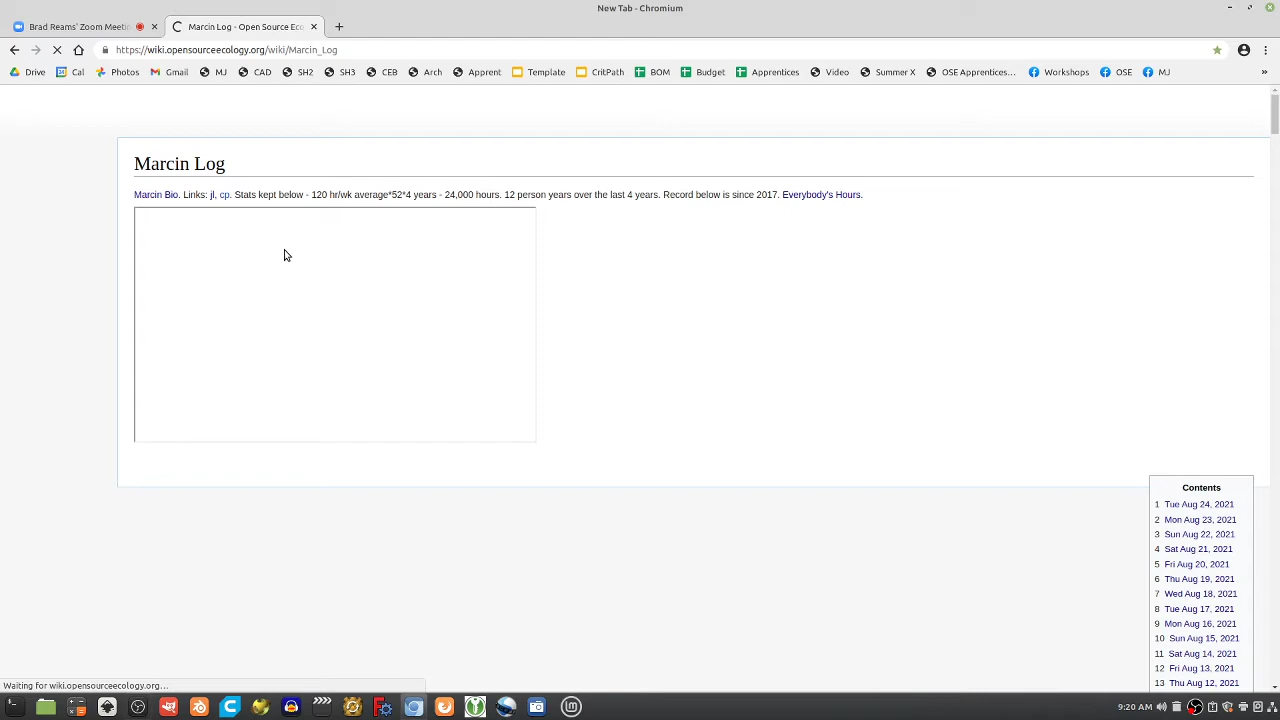 New Tab - Chromium
Brad Reams' Zoom Meetin
Marcin Log - Open Source Eco
https://wiki.opensourceecology.org/wiki/Marcin_Log
Drive Cal Photos Gmail MJ CAD SH2 SH3 CEB Arch Apprent Template CritPath BOM Budget Apprentices Video Summer X OSE Apprentices... Workshops OSE MJ »
Marcin Log
Marcin Bio. Links: jl, cp. Stats kept below - 120 hr/wk average*52*4 years - 24,000 hours. 12 person years over the last 4 years. Record below is since 2017. Everybody's Hours.
Contents
1 Tue Aug 24, 2021
2 Mon Aug 23, 2021
3 Sun Aug 22, 2021
4 Sat Aug 21, 2021
5 Fri Aug 20, 2021
6 Thu Aug 19, 2021
7 Wed Aug 18, 2021
8 Tue Aug 17, 2021
9 Mon Aug 16, 2021
10 Sun Aug 15, 2021
11 Sat Aug 14, 2021
12 Fri Aug 13, 2021
13 Thu Aug 12, 2021
Waiting for wiki.opensourceecology.org...
9:20 AM